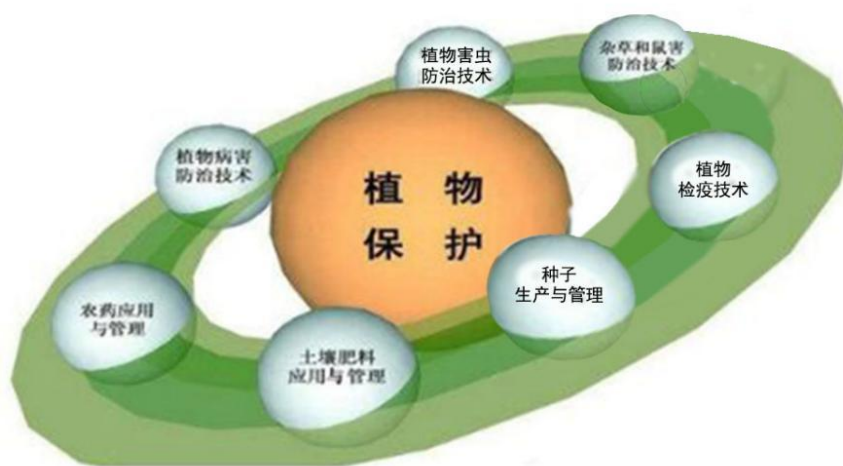 植物害虫
防治技术
杂草和鼠害
防治技术
植物病害
防治技术
植物
检疫技术
植 物
保 护
种子
生产与管理
农药应用
与管理
土壤肥料
应用与管理